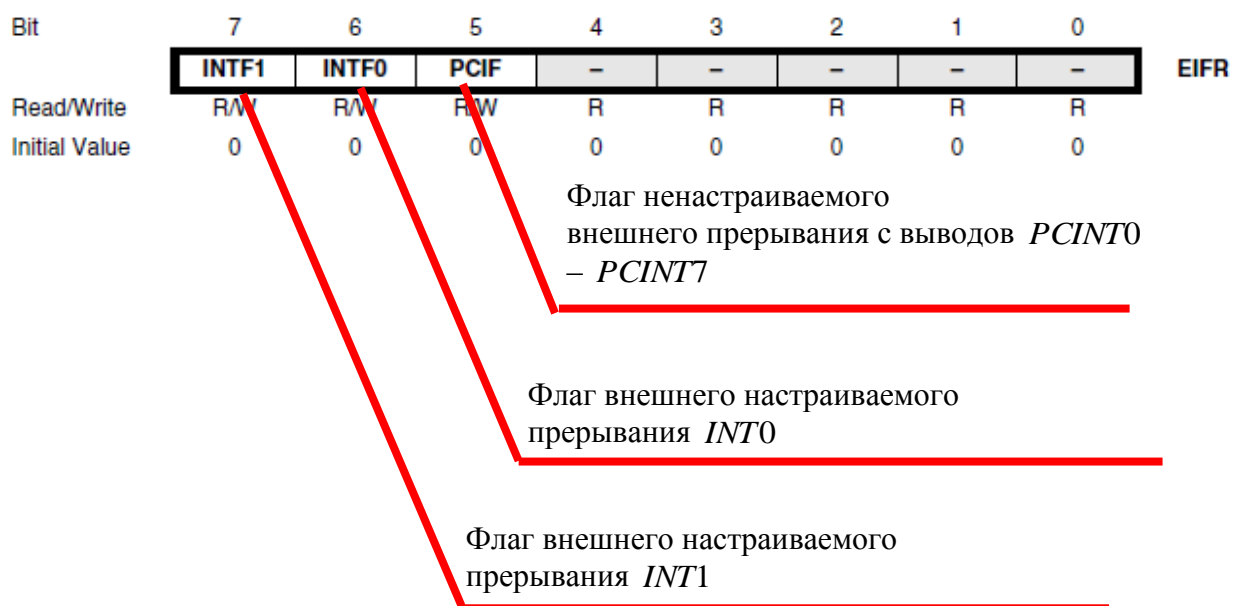 Bit 7 6 5 4 3 2 1 0
INTF1 INTF0 PCIF – – – – – EIFR
Read/Write R/W R/W R/W R R R R R
Initial Value 0 0 0 0 0 0 0 0
Флаг ненастраиваемого
внешнего прерывания с выводов PCINT0
– PCINT7
Флаг внешнего настраиваемого
прерывания INT0
Флаг внешнего настраиваемого
прерывания INT1